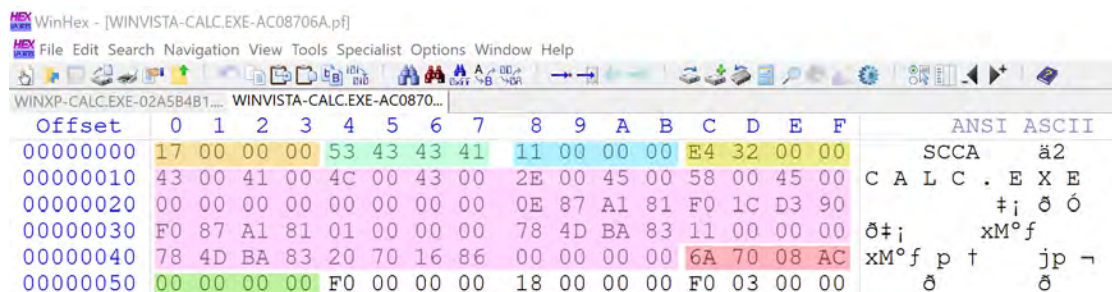 WinHex - [WINVISTA-CALC.EXE-AC08706A.pf]
File Edit Search Navigation View Tools Specialist Options Window Help
WINXP-CALC.EXE-02A5B4B1.... WINVISTA-CALC.EXE-AC0870...
Offset 0 1 2 3 4 5 6 7 8 9 A B C D E F ANSI ASCII
00000000 17 00 00 00 53 43 43 41 11 00 00 00 E4 32 00 00 SCCA ä2
00000010 43 00 41 00 4C 00 43 00 2E 00 45 00 58 00 45 00 C A L C . E X E
00000020 00 00 00 00 00 00 00 00 0E 87 A1 81 F0 1C D3 90 ‡¡ ð Ó
00000030 F0 87 A1 81 01 00 00 00 78 4D BA 83 11 00 00 00 ð‡¡ xMºƒ
00000040 78 4D BA 83 20 70 16 86 00 00 00 00 6A 70 08 AC xMºƒ p † jp ¬
00000050 00 00 00 00 F0 00 00 00 18 00 00 00 F0 03 00 00 ð ð